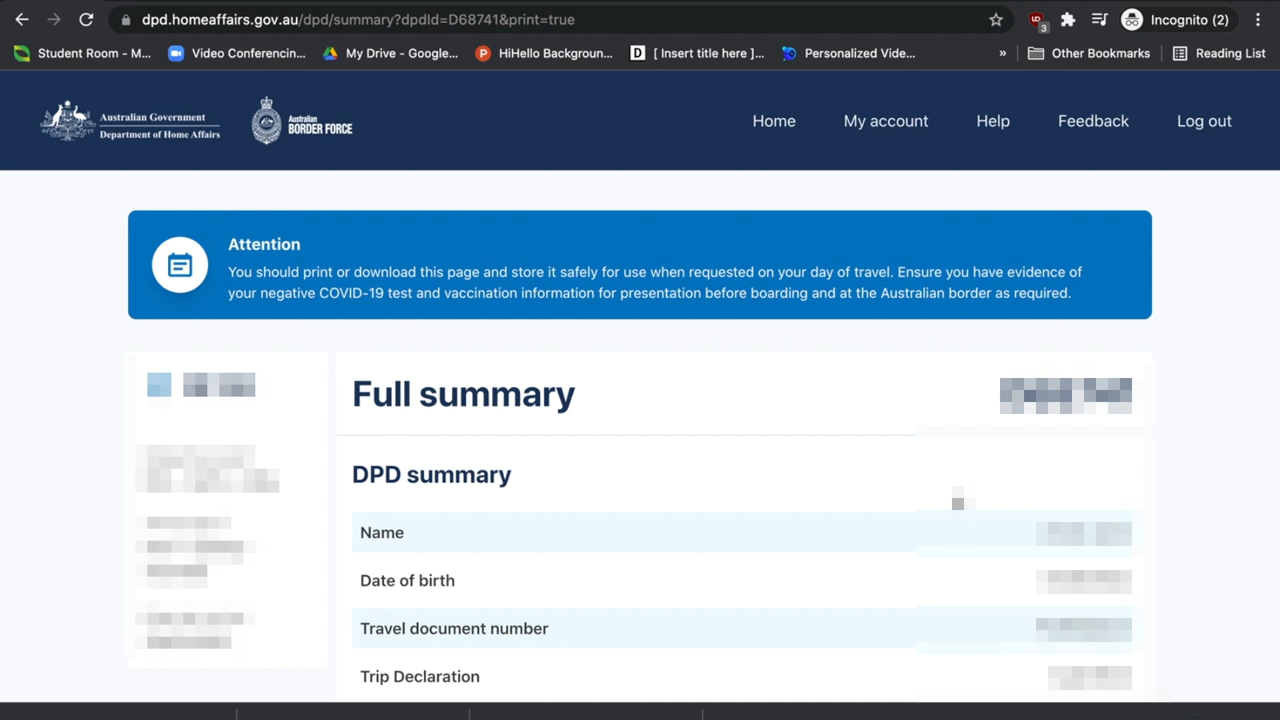 dpd.homeaffairs.gov.au/dpd/summary?dpdId=D68741&print=true
3
Incognito (2)
Student Room - M...
Video Conferencin...
My Drive - Google...
HiHello Backgroun...
[ Insert title here ]...
Personalized Vide...
»
Other Bookmarks
Reading List
Australian Government
Department of Home Affairs
Australian
BORDER FORCE
Home
My account
Help
Feedback
Log out
Attention
You should print or download this page and store it safely for use when requested on your day of travel. Ensure you have evidence of
your negative COVID-19 test and vaccination information for presentation before boarding and at the Australian border as required.
Full summary
DPD summary
Name
Date of birth
Travel document number
Trip Declaration